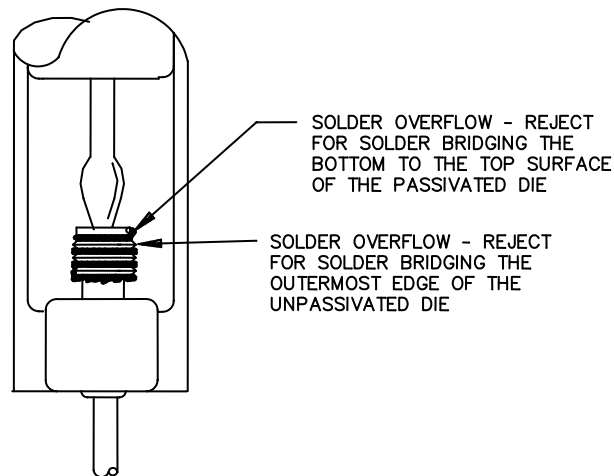 SOLDER OVERFLOW - REJECT
FOR SOLDER BRIDGING THE
BOTTOM TO THE TOP SURFACE
OF THE PASSIVATED DIE
SOLDER OVERFLOW - REJECT
FOR SOLDER BRIDGING THE
OUTERMOST EDGE OF THE
UNPASSIVATED DIE